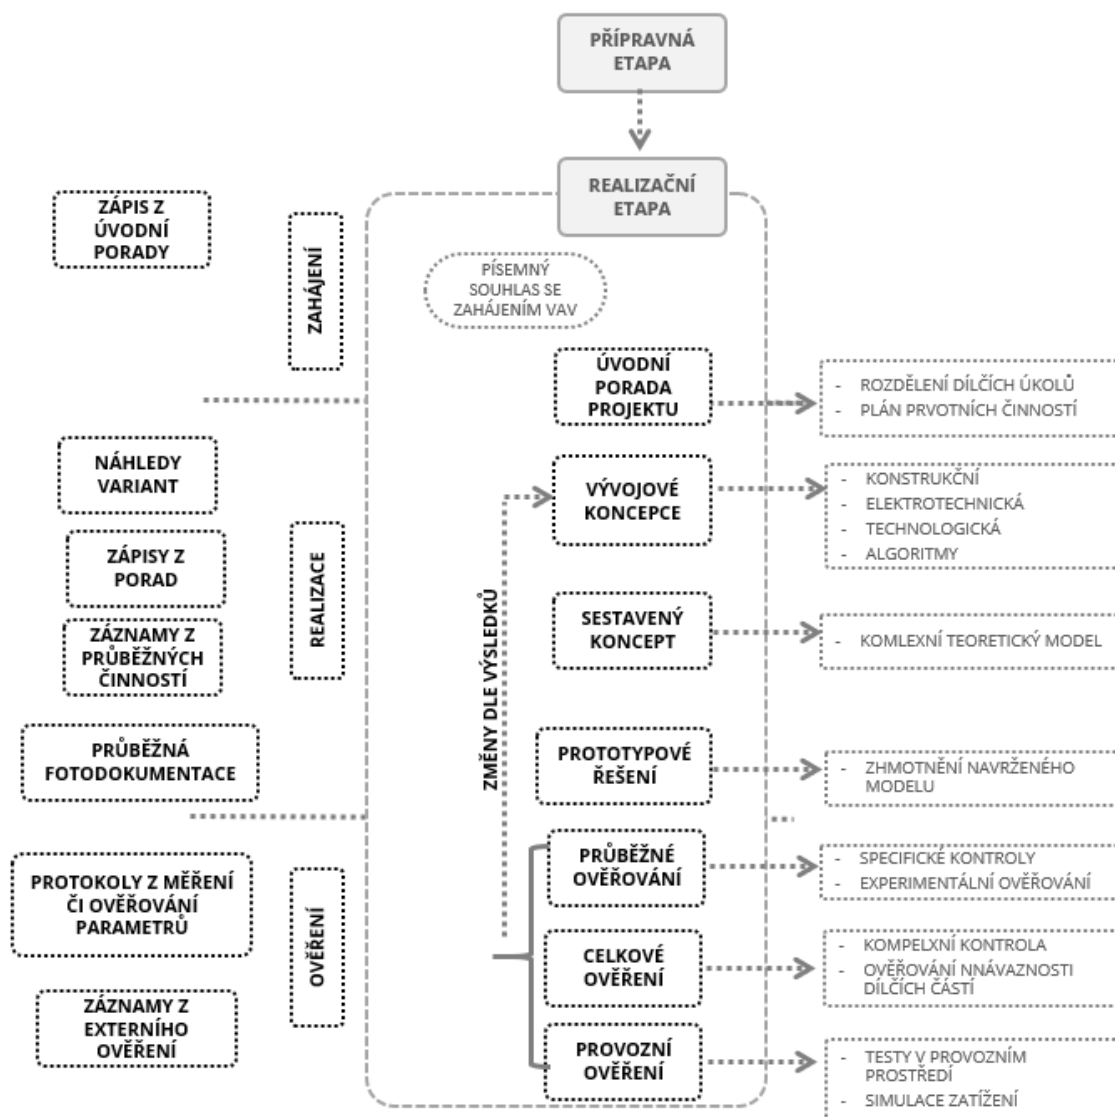 PŘÍPRAVNÁ
ETAPA
REALIZAČNÍ
ETAPA
ZÁPIS Z
ÚVODNÍ
PORADY
ZAHÁJENÍ
PÍSEMNÝ
SOUHLAS SE
ZAHÁJENÍM VAV
ÚVODNÍ
PORADA
PROJEKTU
- ROZDĚLENÍ DÍLČÍCH ÚKOLŮ
- PLÁN PRVOTNÍCH ČINNOSTÍ
NÁHLEDY
VARIANT
ZÁPISY Z
PORAD
ZÁZNAMY Z
PRŮBĚŽNÝCH
ČINNOSTÍ
PRŮBĚŽNÁ
FOTODOKUMENTACE
REALIZACE
ZMĚNY DLE VÝSLEDKŮ
VÝVOJOVÉ
KONCEPCE
- KONSTRUKČNÍ
- ELEKTROTECHNICKÁ
- TECHNOLOGICKÁ
- ALGORITMY
SESTAVENÝ
KONCEPT
- KOMLEXNÍ TEORETICKÝ MODEL
PROTOTYPOVÉ
ŘEŠENÍ
- ZHMOTNĚNÍ NAVRŽENÉHO
MODELU
PROTOKOLY Z MĚŘENÍ
ČI OVĚŘOVÁNÍ
PARAMETRŮ
ZÁZNAMY Z
EXTERNÍHO
OVĚŘENÍ
OVĚŘENÍ
PRŮBĚŽNÉ
OVĚŘOVÁNÍ
- SPECIFICKÉ KONTROLY
- EXPERIMENTÁLNÍ OVĚŘOVÁNÍ
CELKOVÉ
OVĚŘENÍ
- KOMPELXNÍ KONTROLA
- OVĚŘOVÁNÍ NNÁVAZNOSTI
DÍLČÍCH ČÁSTÍ
PROVOZNÍ
OVĚŘENÍ
- TESTY V PROVOZNÍM
PROSTŘEDÍ
- SIMULACE ZATÍŽENÍ